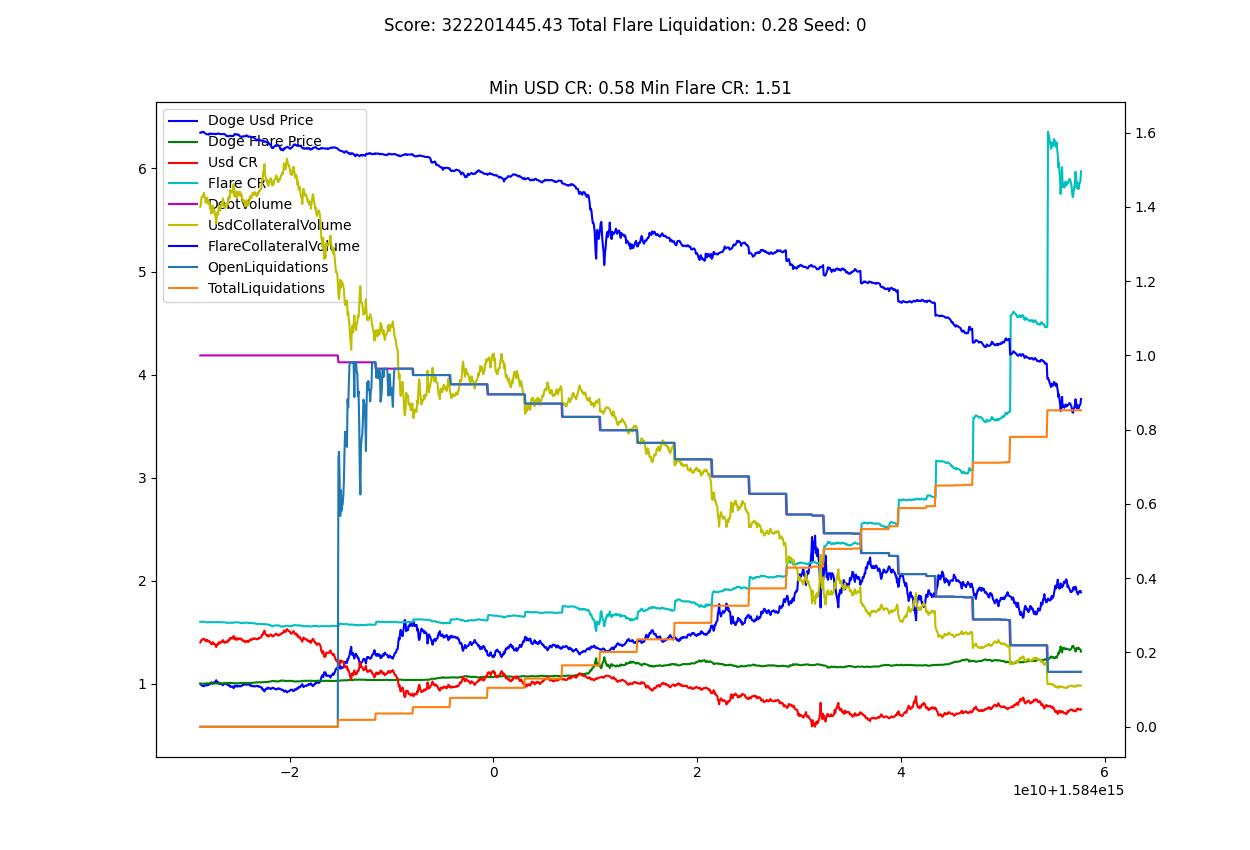 Score: 322201445.43 Total Flare Liquidation: 0.28 Seed: 0
Min USD CR: 0.58 Min Flare CR: 1.51
Doge Usd Price
Doge Flare Price
Usd CR
Flare CR
DebtVolume
UsdCollateralVolume
FlareCollateralVolume
OpenLiquidations
TotalLiquidations
6
5
4
3
2
1
1.6
1.4
1.2
1.0
0.8
0.6
0.4
0.2
0.0
−2 0 2 4 6
1e10+1.584e15